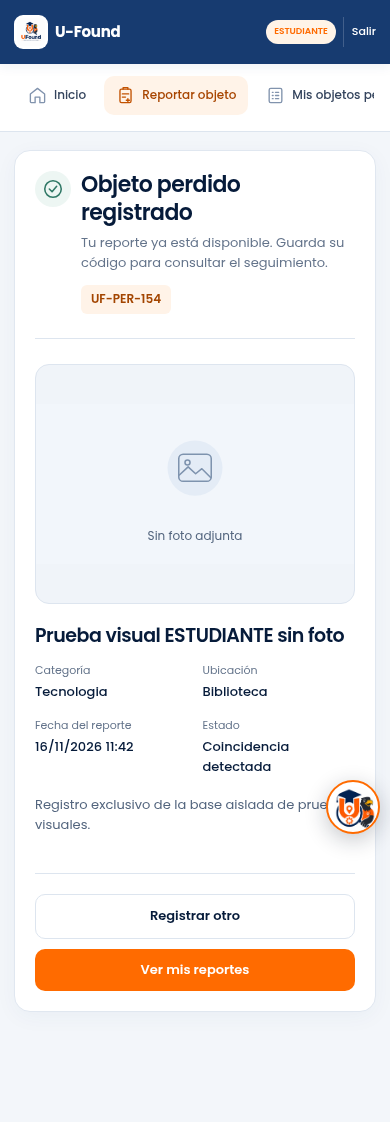 U-Found
ESTUDIANTE
Salir
Inicio
Reportar objeto
Mis objetos
Objeto perdido
registrado
Tu reporte ya está disponible. Guarda su
código para consultar el seguimiento.
UF-PER-154
Sin foto adjunta
Prueba visual ESTUDIANTE sin foto
Categoría
Ubicación
Tecnología
Biblioteca
Fecha del reporte
Estado
16/11/2026 11:42
Coincidencia
detectada
Registro exclusivo de la base aislada de
visuales.
Registrar otro
Ver mis reportes